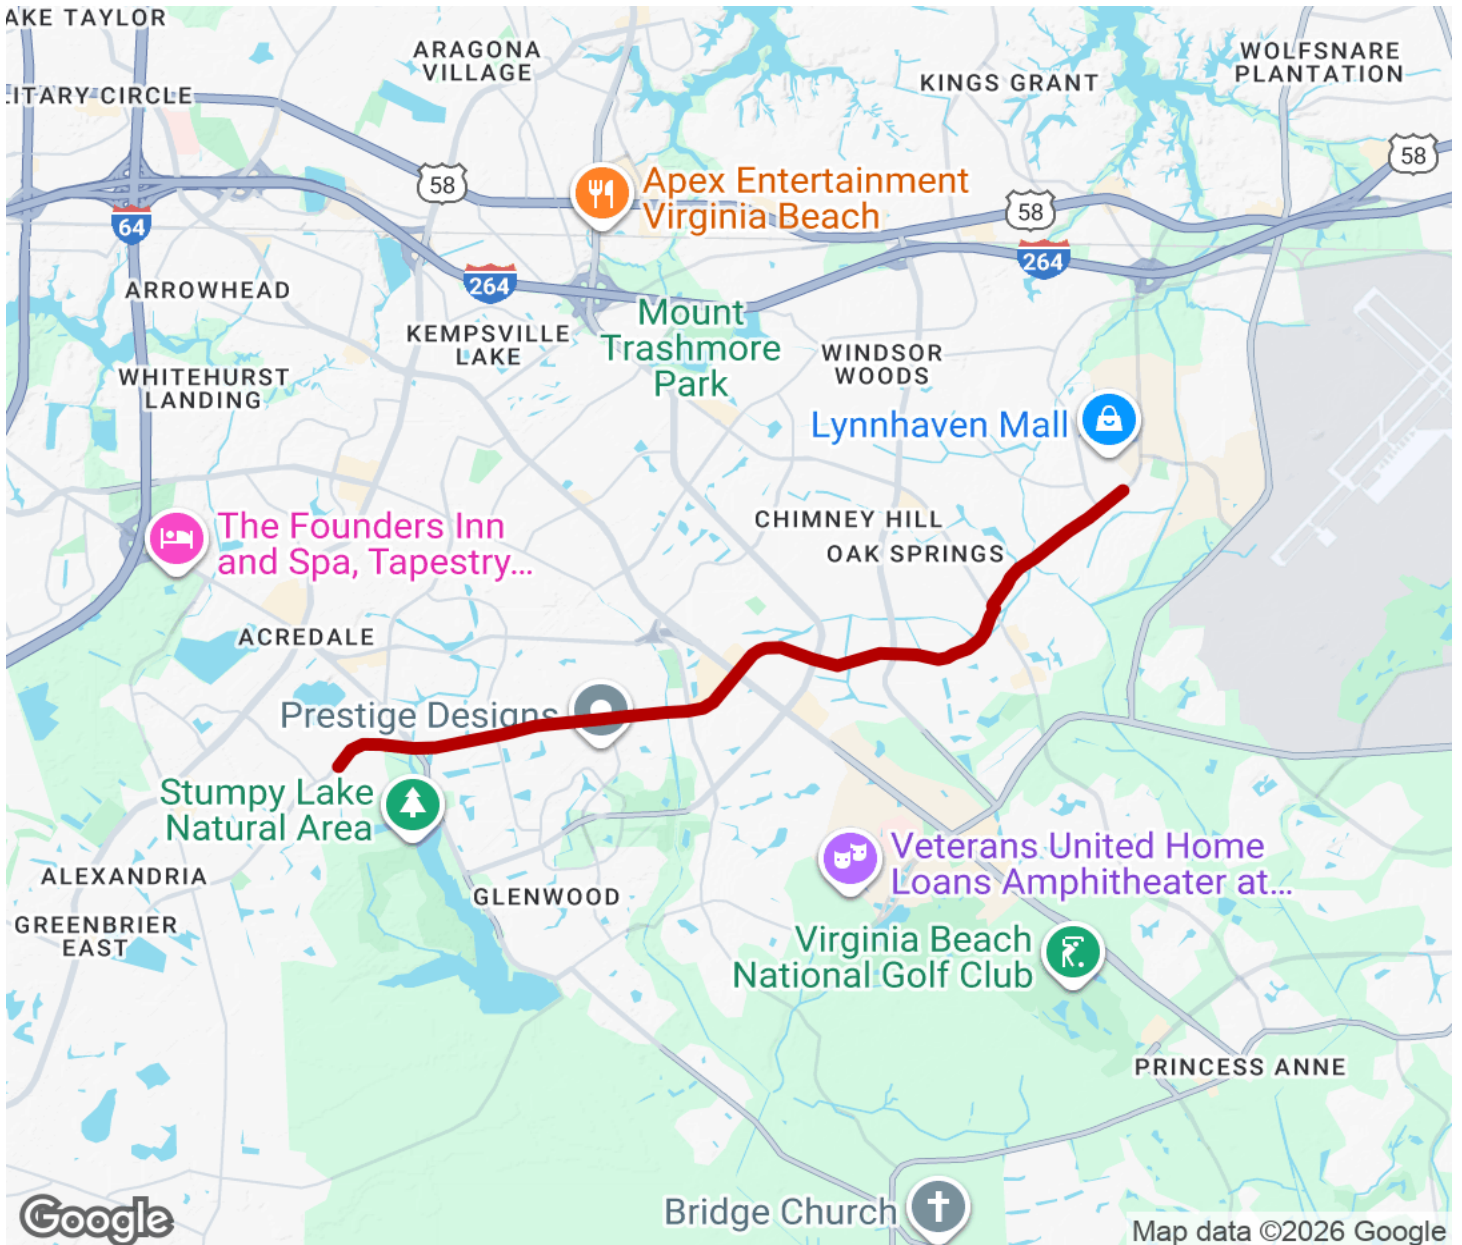 AKE TAYLOR
ARAGONA
VILLAGE
WOLFSNARE
PLANTATION
KINGS GRANT
LITARY CIRCLE
58
58
Apex Entertainment
Virginia Beach
58
64
264
264
ARROWHEAD
Mount
Trashmore
Park
KEMPSVILLE
LAKE
WINDSOR
WOODS
WHITEHURST
LANDING
Lynnhaven Mall
CHIMNEY HILL
The Founders Inn
and Spa, Tapestry...
OAK SPRINGS
ACREDALE
Prestige Designs
Stumpy Lake
Natural Area
Veterans United Home
Loans Amphitheater at...
ALEXANDRIA
GLENWOOD
GREENBRIER
EAST
Virginia Beach
National Golf Club
PRINCESS ANNE
Bridge Church
Google
Map data ©2026 Google